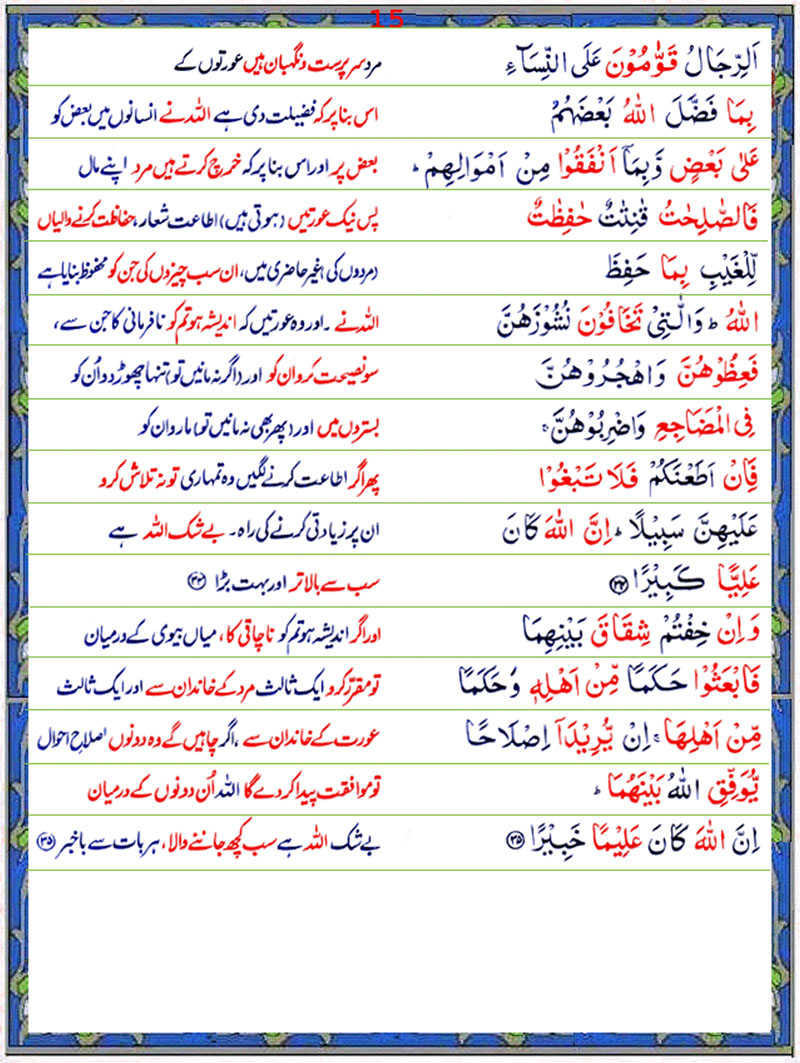 15
اَلرِّجَالُ قَوّٰمُوْنَ عَلَى النِّسَآءِ مرد سرپرست ونگہبان ہیں عورتوں کے
بِمَا فَضَّلَ اللّٰهُ بَعْضَهُمْ اس بنا پر کہ فضیلت دی ہے اللہ نے انسانوں میں بعض کو
عَلٰى بَعْضٍ وَّبِمَآ اَنْفَقُوْا مِنْ اَمْوَالِهِمْ ؕ بعض پر اور اس بنا پر کہ خرچ کرتے ہیں مرد اپنے مال
فَالصّٰلِحٰتُ قٰنِتٰتٌ حٰفِظٰتٌ پس نیک عورتیں (ہوتی ہیں) اطاعت شعار، حفاظت کرنے والیاں
لِّلْغَيْبِ بِمَا حَفِظَ (مردوں کی) غیر حاضری میں، ان سب چیزوں کی جن کو محفوظ بنایا ہے
اللّٰهُ ؕ وَالّٰتِيْ تَخَافُوْنَ نُشُوْزَهُنَّ اللہ نے ۔ اور وہ عورتیں کہ اندیشہ ہو تم کو نافرمانی کا جن سے،
فَعِظُوْهُنَّ وَاهْجُرُوْهُنَّ سو نصیحت کرو ان کو اور (اگر نہ مانیں تو) تنہا چھوڑ دو اُن کو
فِى الْمَضَاجِعِ وَاضْرِبُوْهُنَّ ۚ بستروں میں اور (پھر بھی نہ مانیں تو) مارو ان کو
فَاِنْ اَطَعْنَكُمْ فَلَا تَبْغُوْا پھر اگر اطاعت کرنے لگیں وہ تمہاری تو نہ تلاش کرو
عَلَيْهِنَّ سَبِيْلًا ؕ اِنَّ اللّٰهَ كَانَ ان پر زیادتی کرنے کی راہ۔ بے شک اللہ ہے
عَلِيًّا كَبِيْرًا ﴿۳۴﴾ سب سے بالاتر اور بہت بڑا ﴿۳۴﴾
وَاِنْ خِفْتُمْ شِقَاقَ بَيْنِهِمَا اور اگر اندیشہ ہو تم کو ناچاقی کا، میاں بیوی کے درمیان
فَابْعَثُوْا حَكَمًا مِّنْ اَهْلِهٖ وَحَكَمًا تو مقرّر کرو ایک ثالث مرد کے خاندان سے اور ایک ثالث
مِّنْ اَهْلِهَا ۚ اِنْ يُّرِيْدَآ اِصْلَاحًا عورت کے خاندان سے ،اگر چاہیں گے وہ دونوں اصلاحِ احوال
يُّوَفِّقِ اللّٰهُ بَيْنَهُمَا ؕ تو موافقت پیدا کر دے گا اللہ اُن دونوں کے درمیان
اِنَّ اللّٰهَ كَانَ عَلِيْمًا خَبِيْرًا ﴿۳۵﴾ بے شک اللہ ہے سب کچھ جاننے والا، ہر بات سے باخبر ﴿۳۵﴾